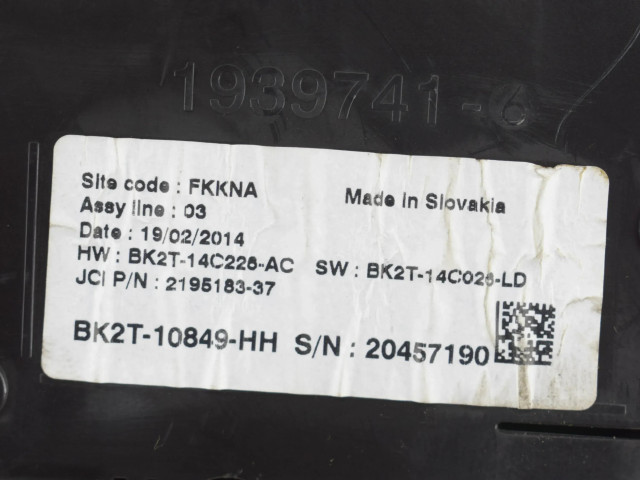 1939741-6
Site code : FKKNA Made in Slovakia
Assy line : 03
Date : 19/02/2014
HW : BK2T-14C226-AC SW : BK2T-14C026-LD
JCI P/N : 2195183-37
BK2T-10849-HH S/N : 20457190